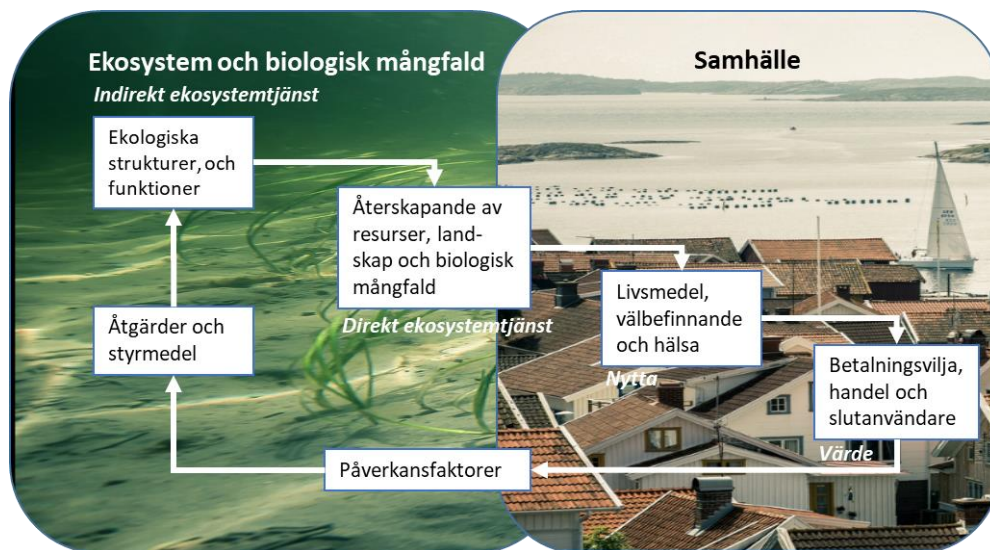 Ekosystem och biologisk mångfald
Indirekt ekosystemtjänst
Samhälle
Ekologiska
strukturer, och
funktioner
Återskapande av
resurser, land-
skap och biologisk
mångfald
Direkt ekosystemtjänst
Livsmedel,
välbefinnande
och hälsa
Nytta
Betalningsvilja,
handel och
slutanvändare
Värde
Påverkansfaktorer
Åtgärder och
styrmedel